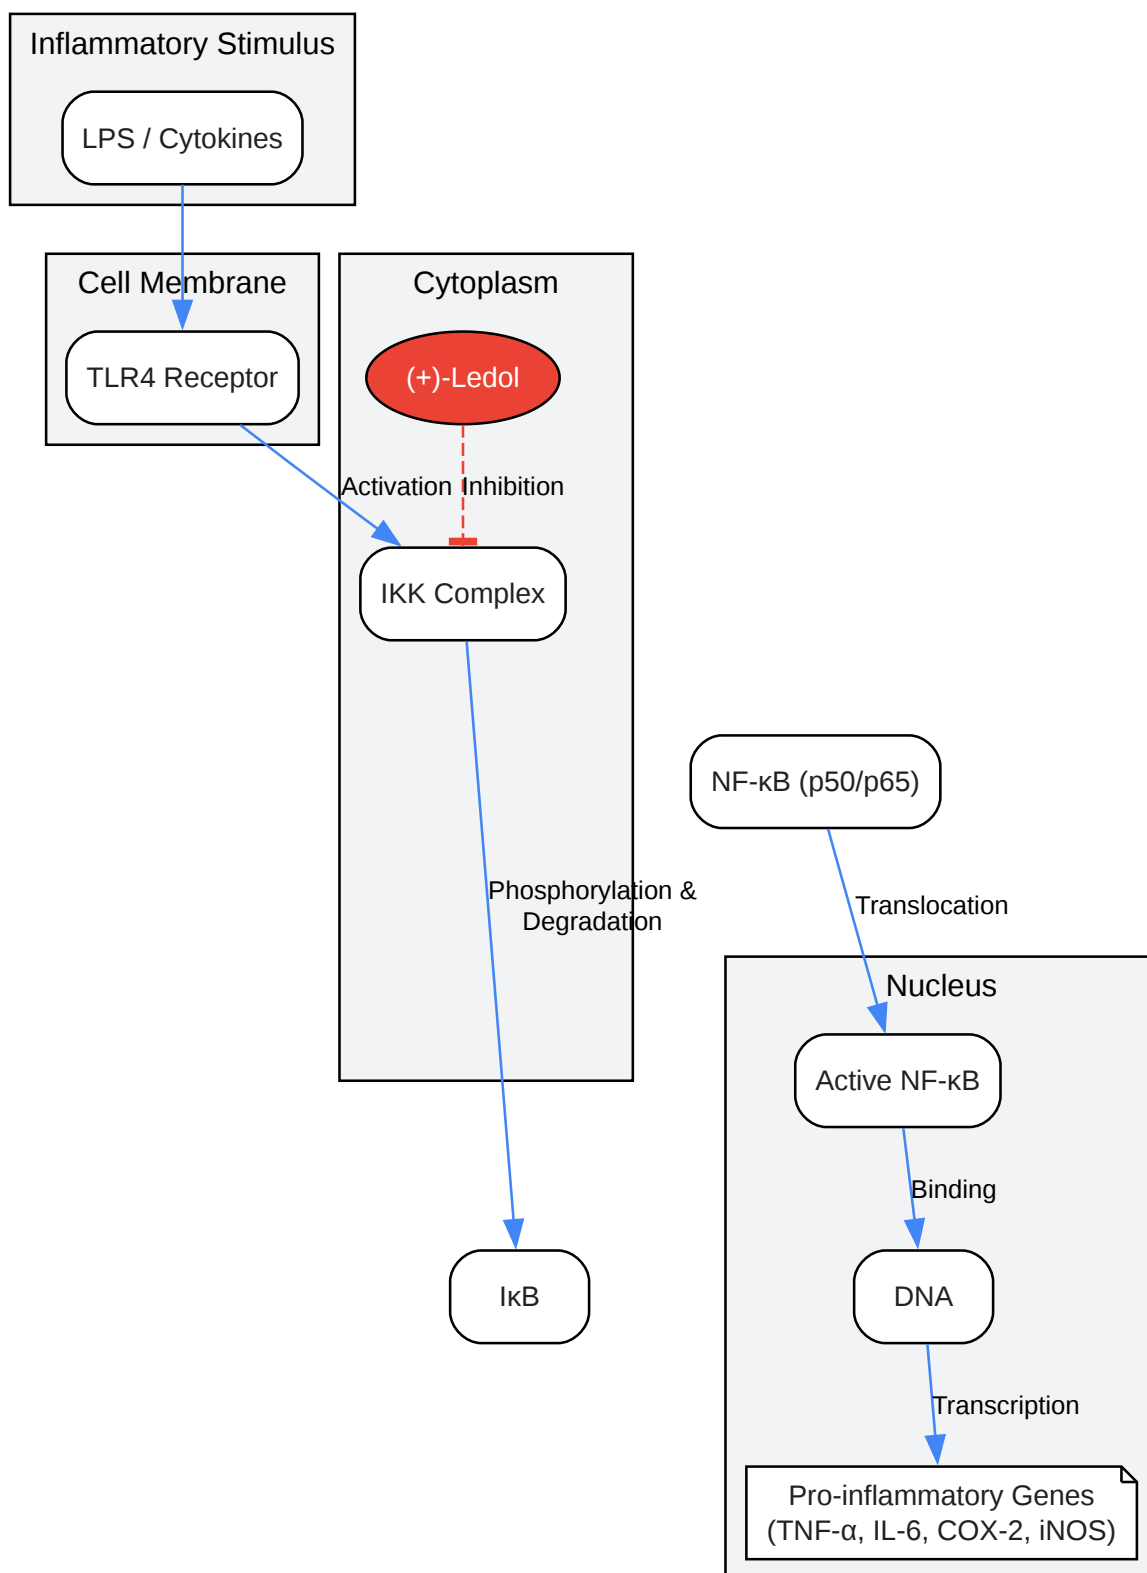 Inflammatory Stimulus
LPS / Cytokines
Cell Membrane
TLR4 Receptor
Cytoplasm
(+)-Ledol
Activation
Inhibition
IKK Complex
NF-κB (p50/p65)
Phosphorylation &
Degradation
Translocation
Nucleus
Active NF-κB
Binding
IκB
DNA
Transcription
Pro-inflammatory Genes
(TNF-α, IL-6, COX-2, iNOS)